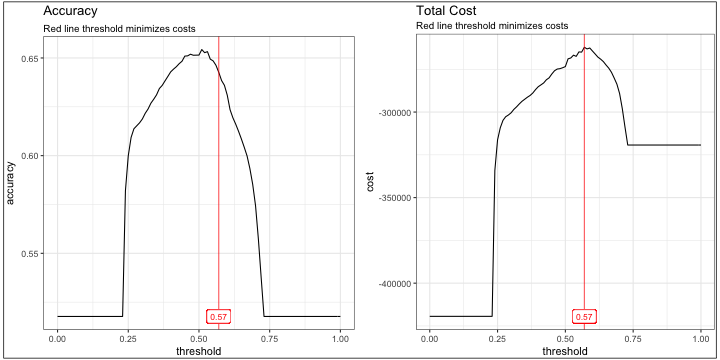 Accuracy
Red line threshold minimizes costs
0.65
0.60
0.55
accuracy
0.57
0.00
0.25
0.50
0.75
1.00
threshold
Total Cost
Red line threshold minimizes costs
-300000
-350000
-400000
cost
0.57
0.00
0.25
0.50
0.75
1.00
threshold